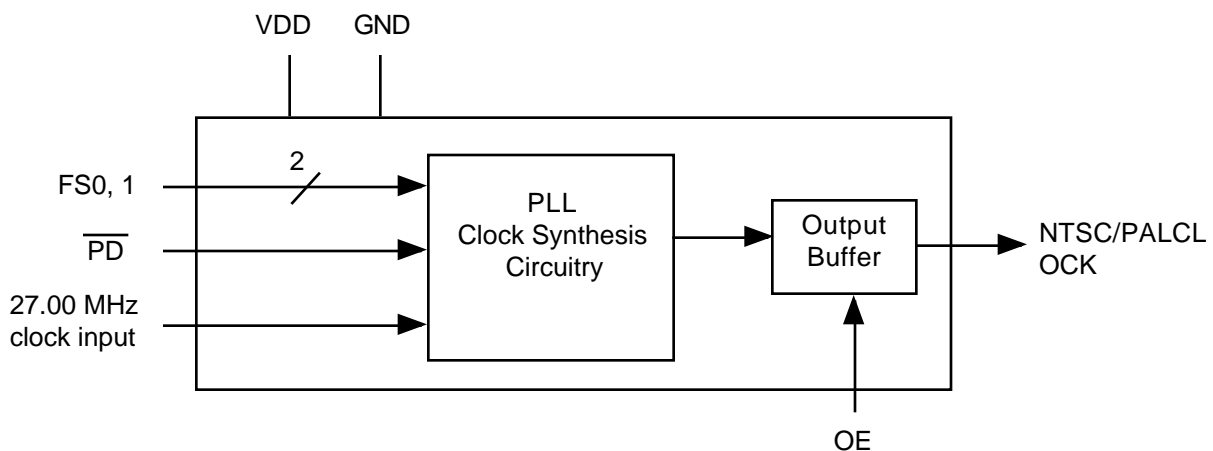 VDD GND
2
FS0, 1
PLL
Clock Synthesis
Circuitry
Output
Buffer
NTSC/PALCL
OCK
PD
27.00 MHz
clock input
OE